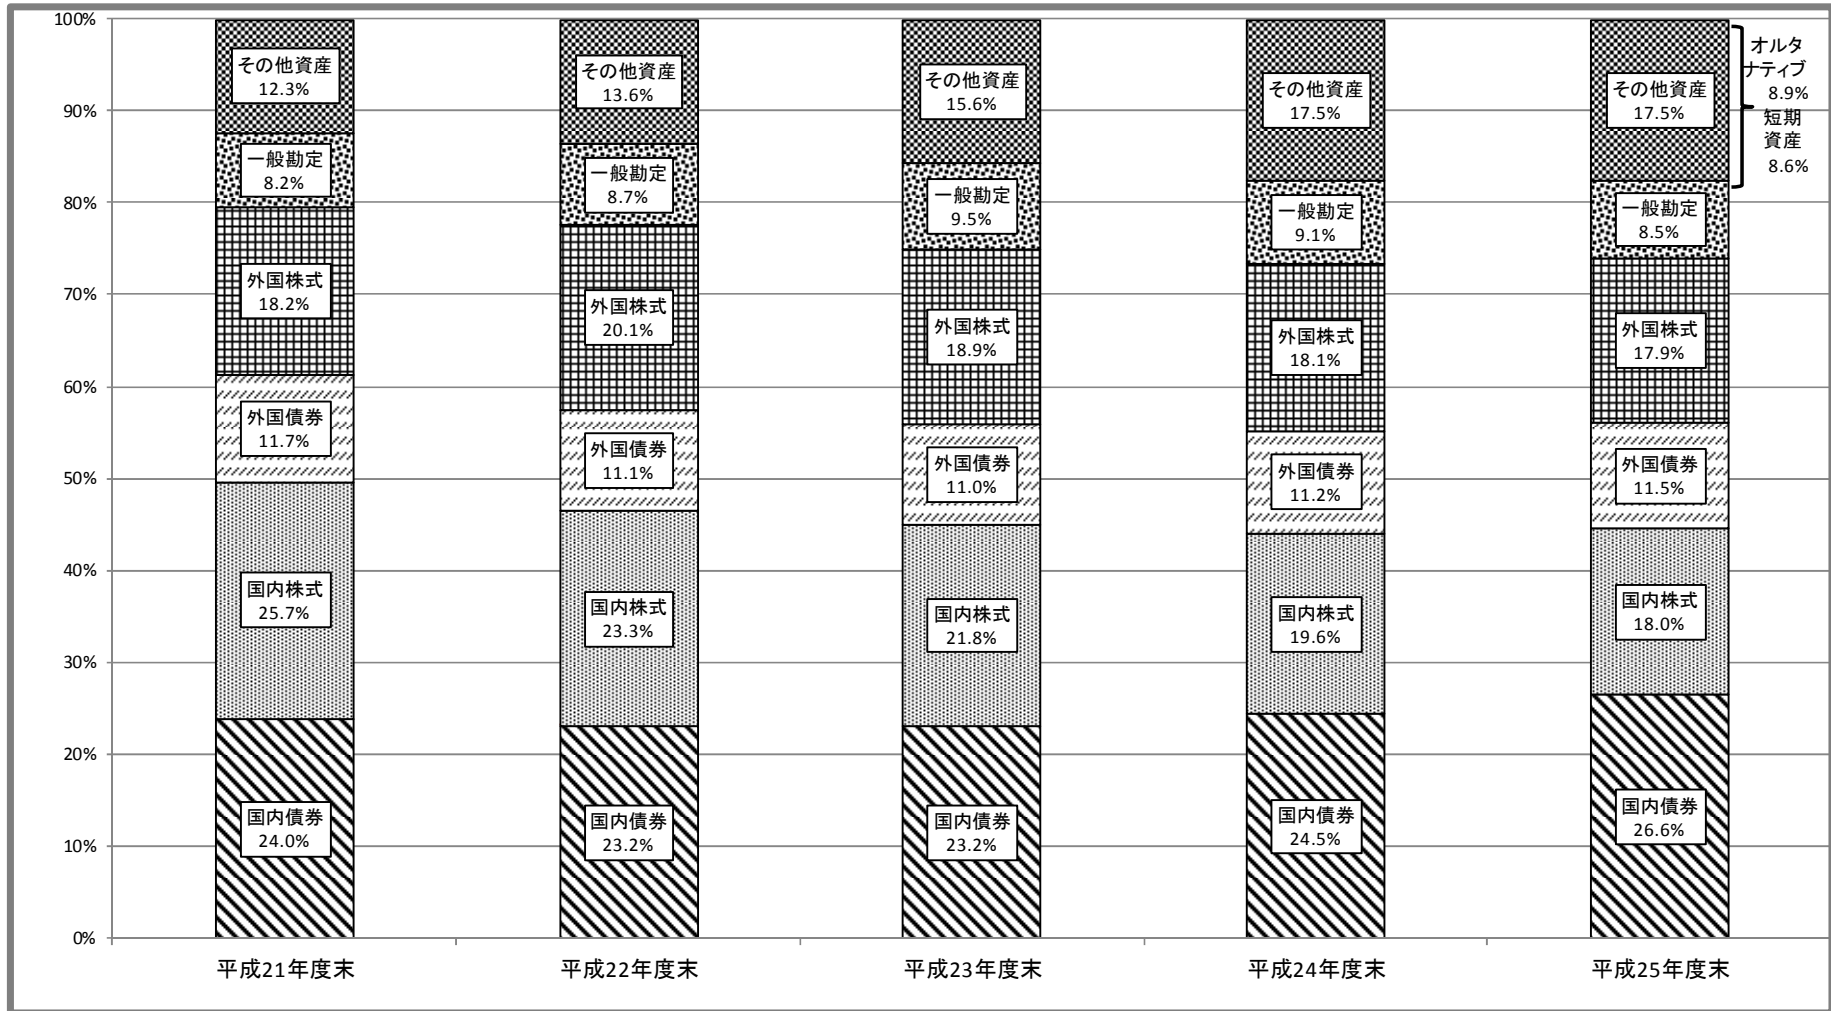 100%
90%
80%
70%
60%
50%
40%
30%
20%
10%
0%
その他資産
12.3%
一般勘定
8.2%
外国株式
18.2%
外国債券
11.7%
国内株式
25.7%
国内債券
24.0%
その他資産
13.6%
一般勘定
8.7%
外国株式
20.1%
外国債券
11.1%
国内株式
23.3%
国内債券
23.2%
その他資産
15.6%
一般勘定
9.5%
外国株式
18.9%
外国債券
11.0%
国内株式
21.8%
国内債券
23.2%
その他資産
17.5%
一般勘定
9.1%
外国株式
18.1%
外国債券
11.2%
国内株式
19.6%
国内債券
24.5%
その他資産
17.5%
一般勘定
8.5%
外国株式
17.9%
外国債券
11.5%
国内株式
18.0%
国内債券
26.6%
オルタ
ナティブ
8.9%
短期
資産
8.6%
平成21年度末
平成22年度末
平成23年度末
平成24年度末
平成25年度末